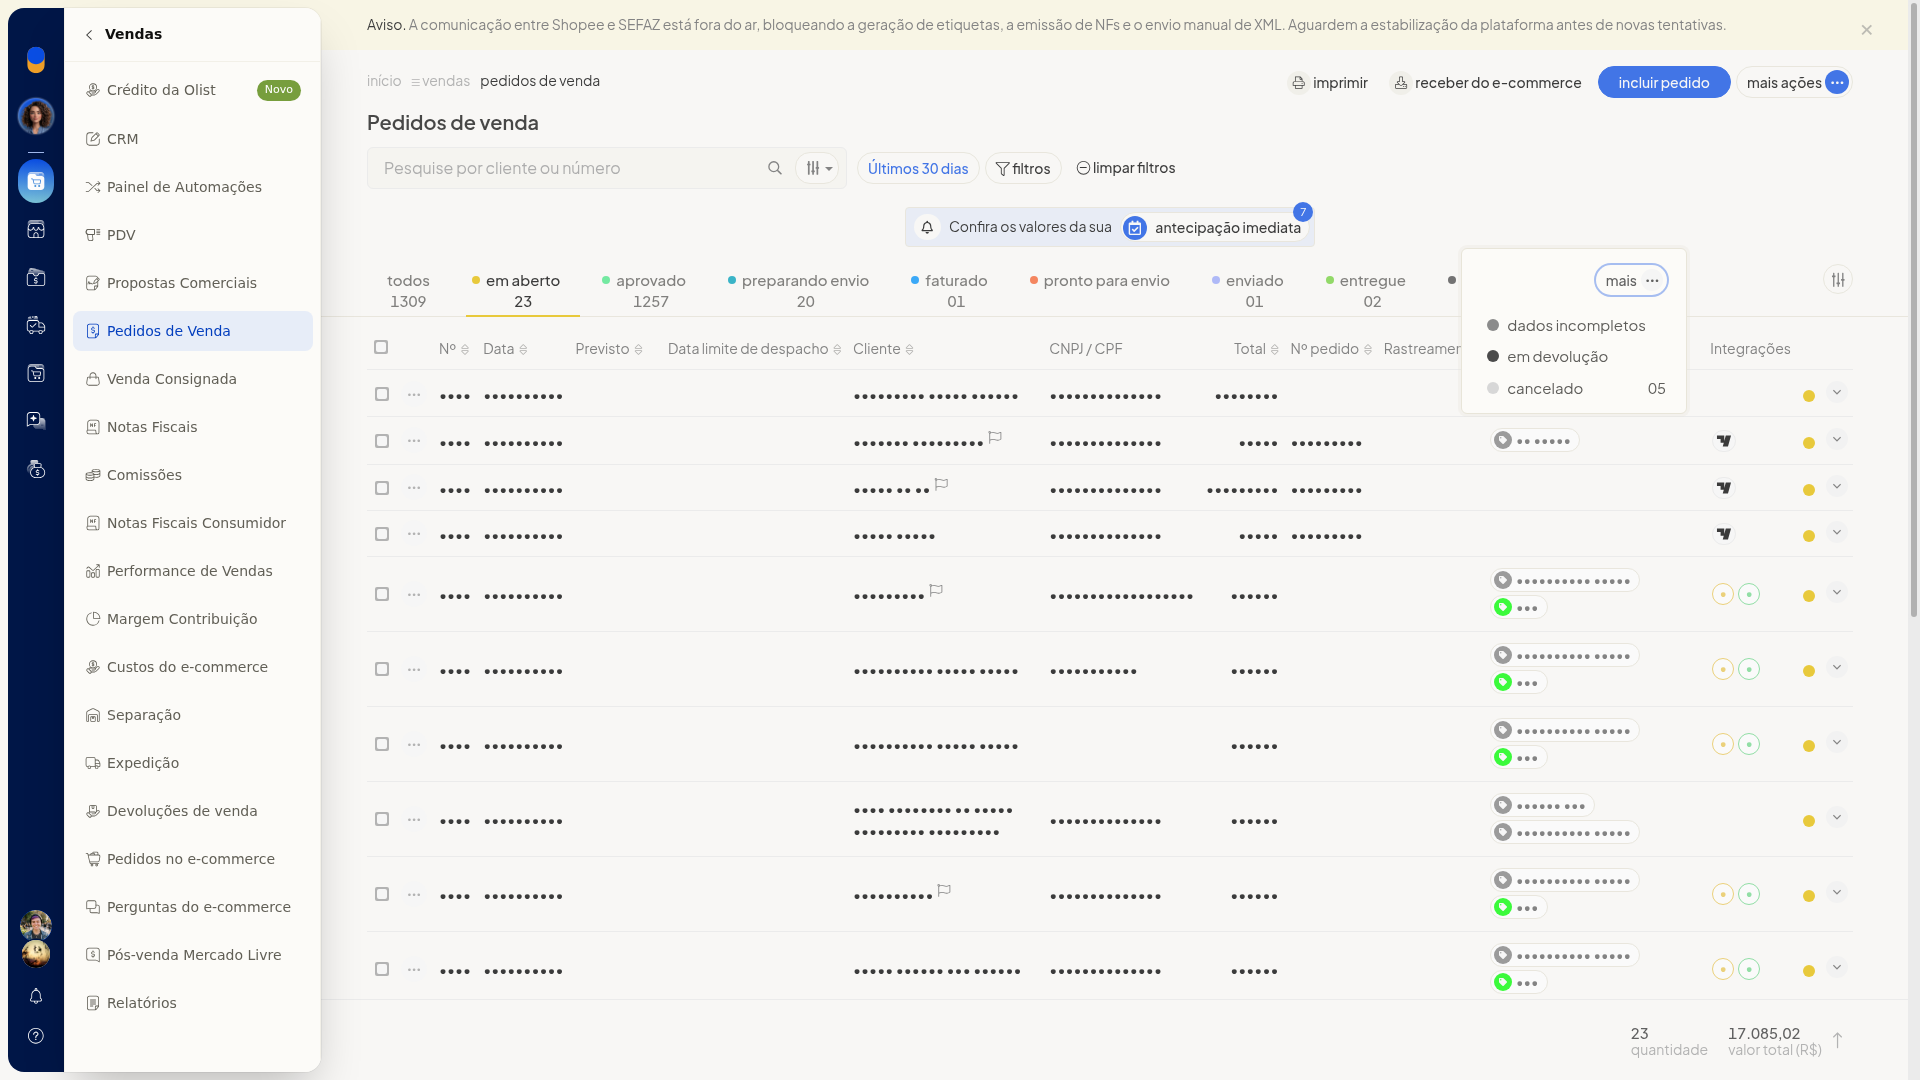 Vendas
Crédito da Olist Novo
CRM
Painel de Automações
PDV
Propostas Comerciais
Pedidos de Venda
Venda Consignada
Notas Fiscais
Comissões
Notas Fiscais Consumidor
Performance de Vendas
Margem Contribuição
Custos do e-commerce
Separação
Expedição
Devoluções de venda
Pedidos no e-commerce
Perguntas do e-commerce
Pós-venda Mercado Livre
Relatórios
Aviso. A comunicação entre Shopee e SEFAZ está fora do ar, bloqueando a geração de etiquetas, a emissão de NFs e o envio manual de XML. Aguardem a estabilização da plataforma antes de novas tentativas.
início vendas pedidos de venda
imprimir receber do e-commerce incluir pedido mais ações
Pedidos de venda
Pesquise por cliente ou número Últimos 30 dias filtros limpar filtros
Confira os valores da sua antecipação imediata 7
todos em aberto aprovado preparando envio faturado pronto para envio enviado entregue
1309 23 1257 20 01 01 02
mais
dados incompletos
em devolução
cancelado 05
Nº Data Previsto Data limite de despacho Cliente CNPJ / CPF Total Nº pedido Integrações
23 17.085,02
quantidade valor total (R$)